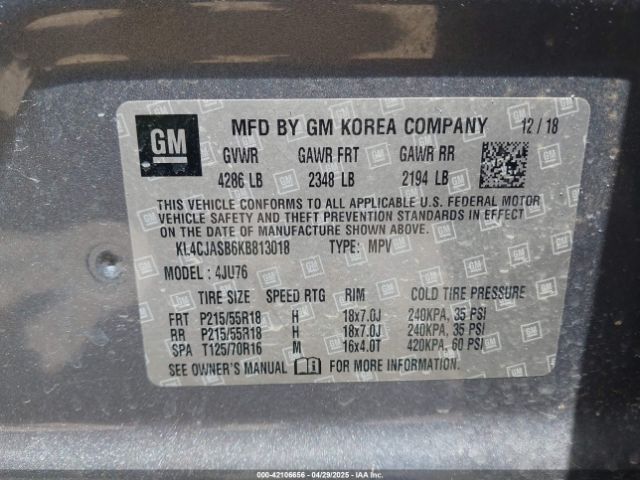 GM MFD BY GM KOREA COMPANY 12/18
GVWR GAWR FRT GAWR RR
4286 LB 2348 LB 2194 LB
THIS VEHICLE CONFORMS TO ALL APPLICABLE U.S. FEDERAL MOTOR
VEHICLE SAFETY AND THEFT PREVENTION STANDARDS IN EFFECT
ON THE DATE OF MANUFACTURE SHOWN ABOVE.
KL4CJASB6KB813018 TYPE: MPV
MODEL: 4JU76
TIRE SIZE SPEED RTG RIM COLD TIRE PRESSURE
FRT P215/55R18 H 18x7.0J 240KPA, 35 PSI
RR P215/55R18 H 18x7.0J 240KPA, 35 PSI
SPA T125/70R16 M 16x4.0T 420KPA, 60 PSI
SEE OWNER'S MANUAL FOR MORE INFORMATION
000-42106656 04/29/2025 IAAI.COM